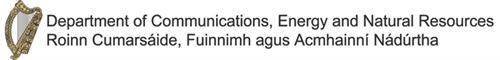 Department of Communications, Energy and Natural Resources
Roinn Cumarsáide, Fuinnimh agus Acmhainní Nádúrtha